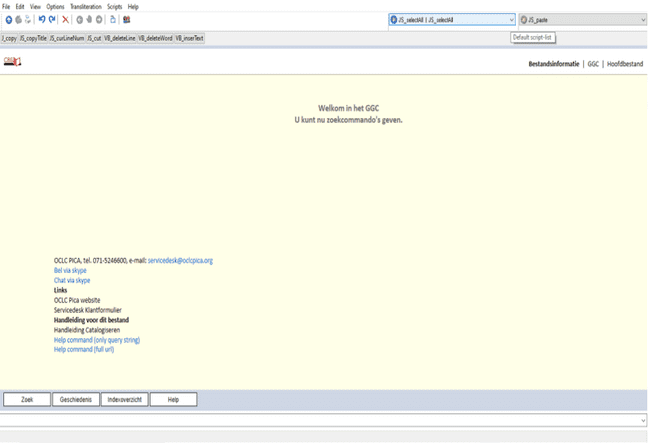 File Edit View Options Transliteration Scripts Help
JS_selectAll | JS_selectAll JS_paste
J_copy JS_copyTitle JS_curLineNum JS_cut VB_deleteLine VB_deleteWord VB_inserText
Default script-list
Bestandsinformatie | GGC | Hoofdbestand
Welkom in het GGC
U kunt nu zoekcommando's geven.
OCLC PICA, tel. 071-5246600, e-mail: servicedesk@oclcpica.org
Bel via skype
Chat via skype
Links
OCLC Pica website
Servicedesk Klantformulier
Handleiding voor dit bestand
Handleiding Catalogiseren
Help command (only query string)
Help command (full url)
Zoek Geschiedenis Indexoverzicht Help